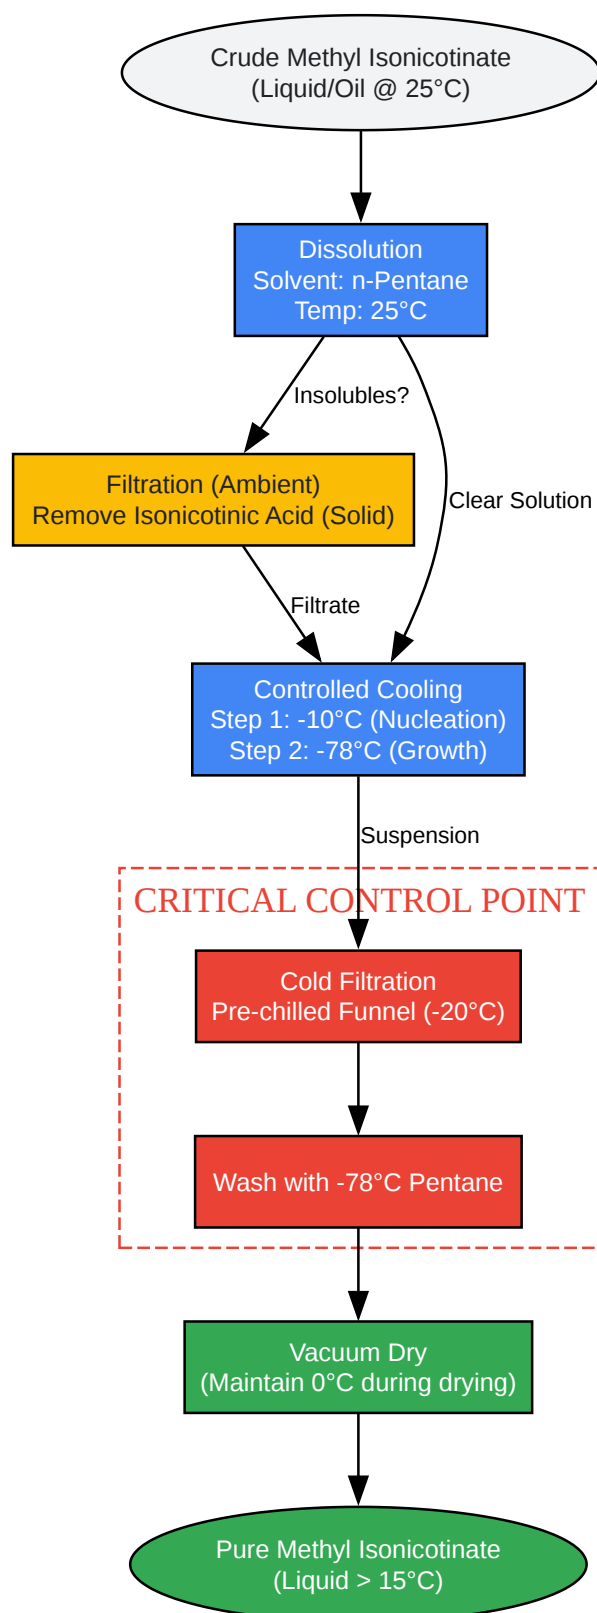 Crude Methyl Isonicotinate
(Liquid/Oil @ 25°C)
Dissolution
Solvent: n-Pentane
Temp: 25°C
Insolubles?
Filtration (Ambient)
Remove Isonicotinic Acid (Solid)
Clear Solution
Filtrate
Controlled Cooling
Step 1: -10°C (Nucleation)
Step 2: -78°C (Growth)
Suspension
CRITICAL CONTROL POINT
Cold Filtration
Pre-chilled Funnel (-20°C)
Wash with -78°C Pentane
Vacuum Dry
(Maintain 0°C during drying)
Pure Methyl Isonicotinate
(Liquid > 15°C)